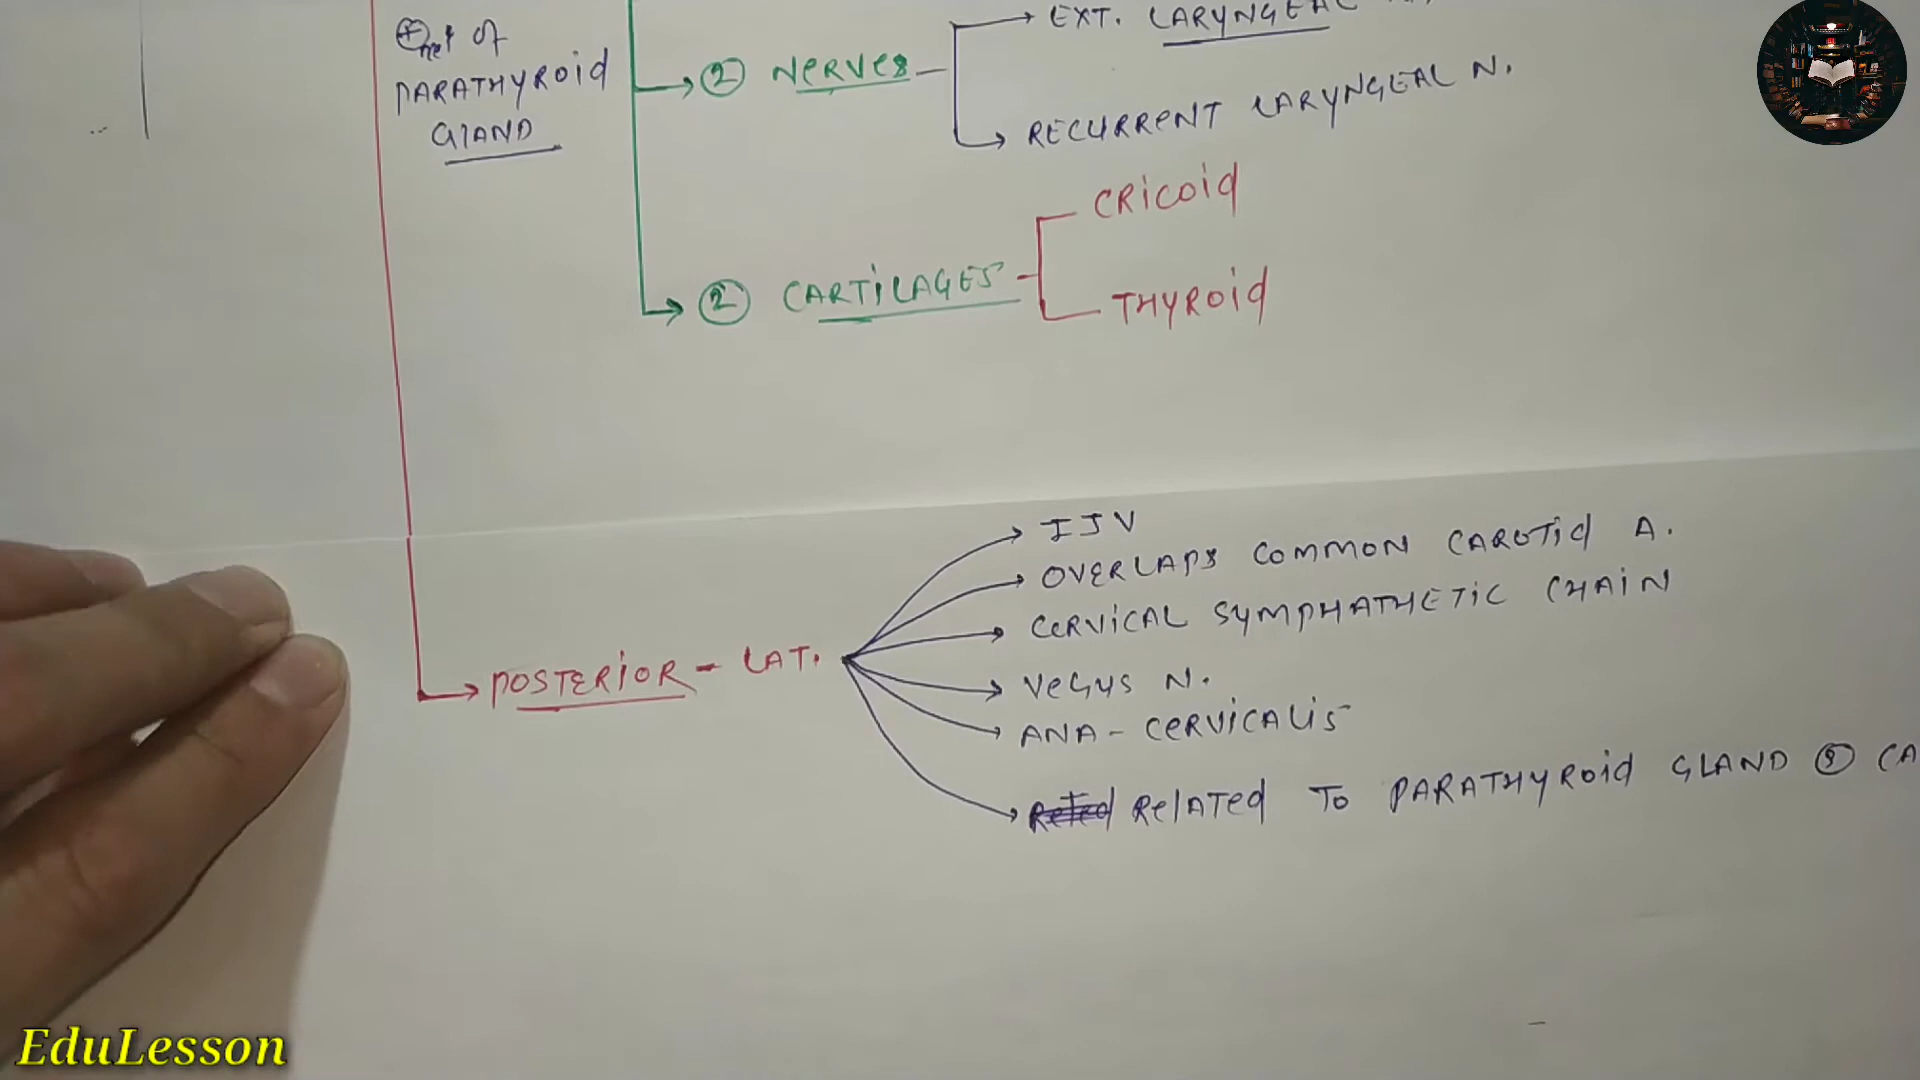 EXT. LARYNGEAL
② NERVES
RECURRENT LARYNGEAL N.
of
PARATHYROID
GLAND
CRICOID
② CARTILAGES
THYROID
IJV
OVERLAPS COMMON CAROTID A.
CERVICAL SYMPHATHETIC CHAIN
POSTERIOR - LAT.
VEGUS N.
ANA - CERVICALIS
RELATED TO PARATHYROID GLAND
EduLesson